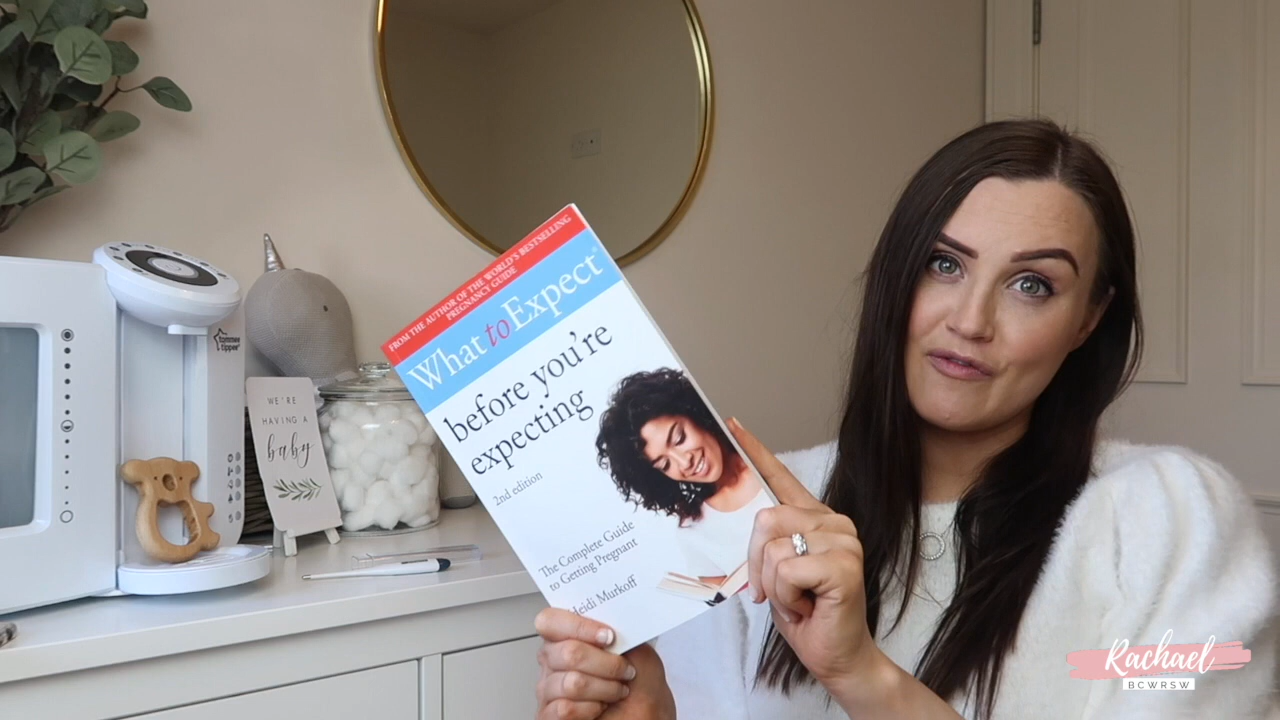 FROM THE AUTHOR OF THE WORLD'S BESTSELLING
PREGNANCY GUIDE
What to Expect®
before you're
expecting
2nd edition
The Complete Guide
to Getting Pregnant
Heidi Murkoff
tommee
tippee
WE'RE
HAVING A
baby
Rachael
BCWRSW